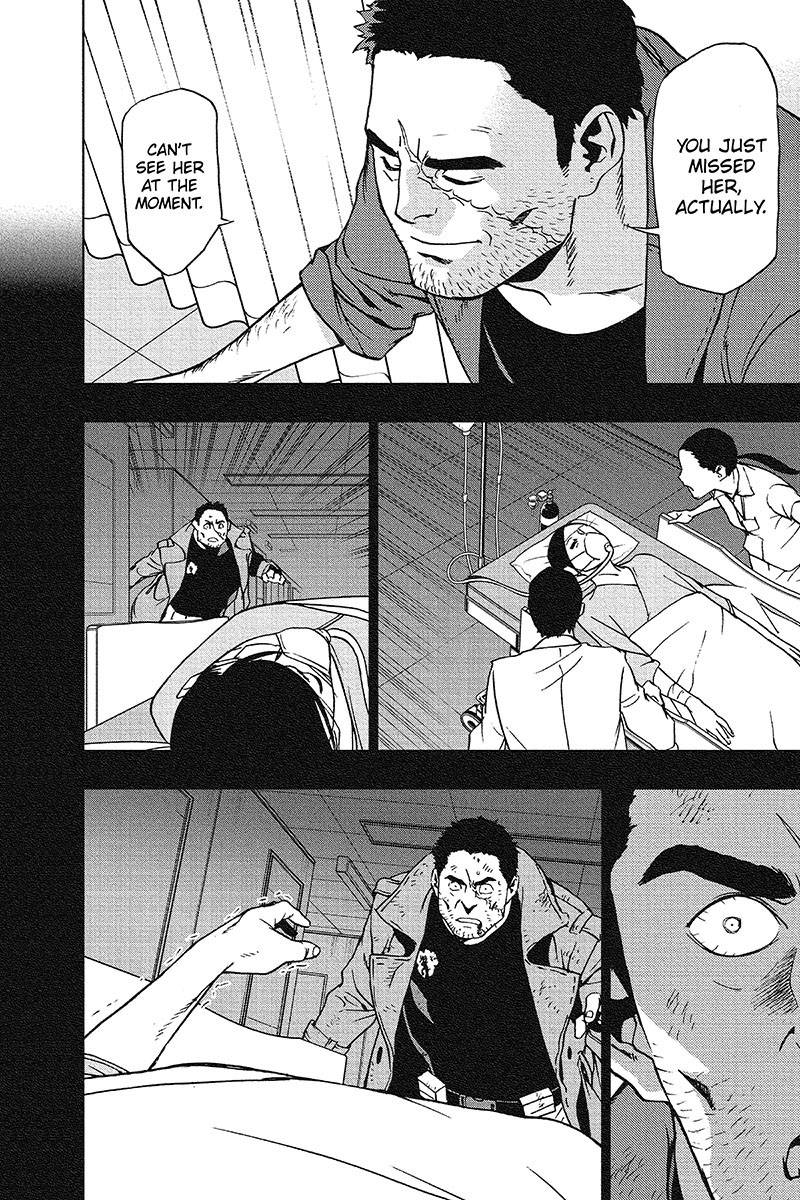 YOU JUST
MISSED
HER,
ACTUALLY.
CAN'T
SEE HER
AT THE
MOMENT.